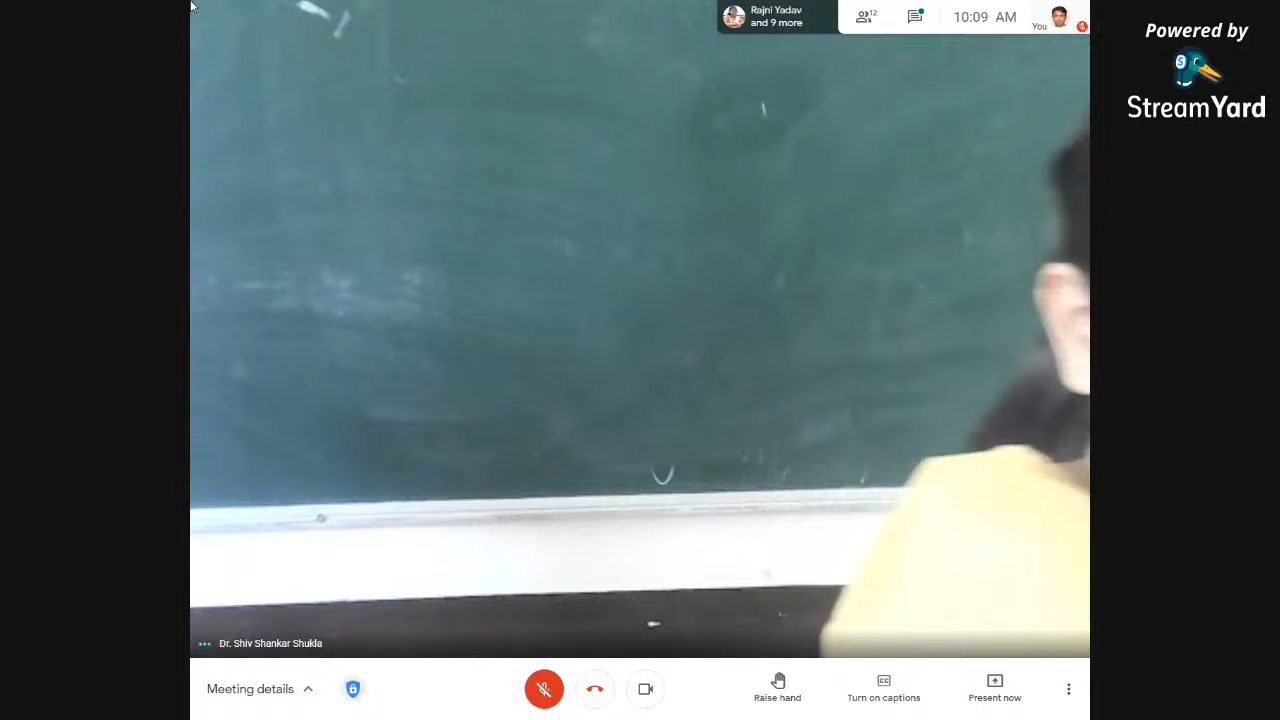 Rajni Yadav
and 9 more
12
10:09 AM
You
Powered by
S
StreamYard
Dr. Shiv Shankar Shukla
Meeting details
CC
Raise hand
Turn on captions
Present now